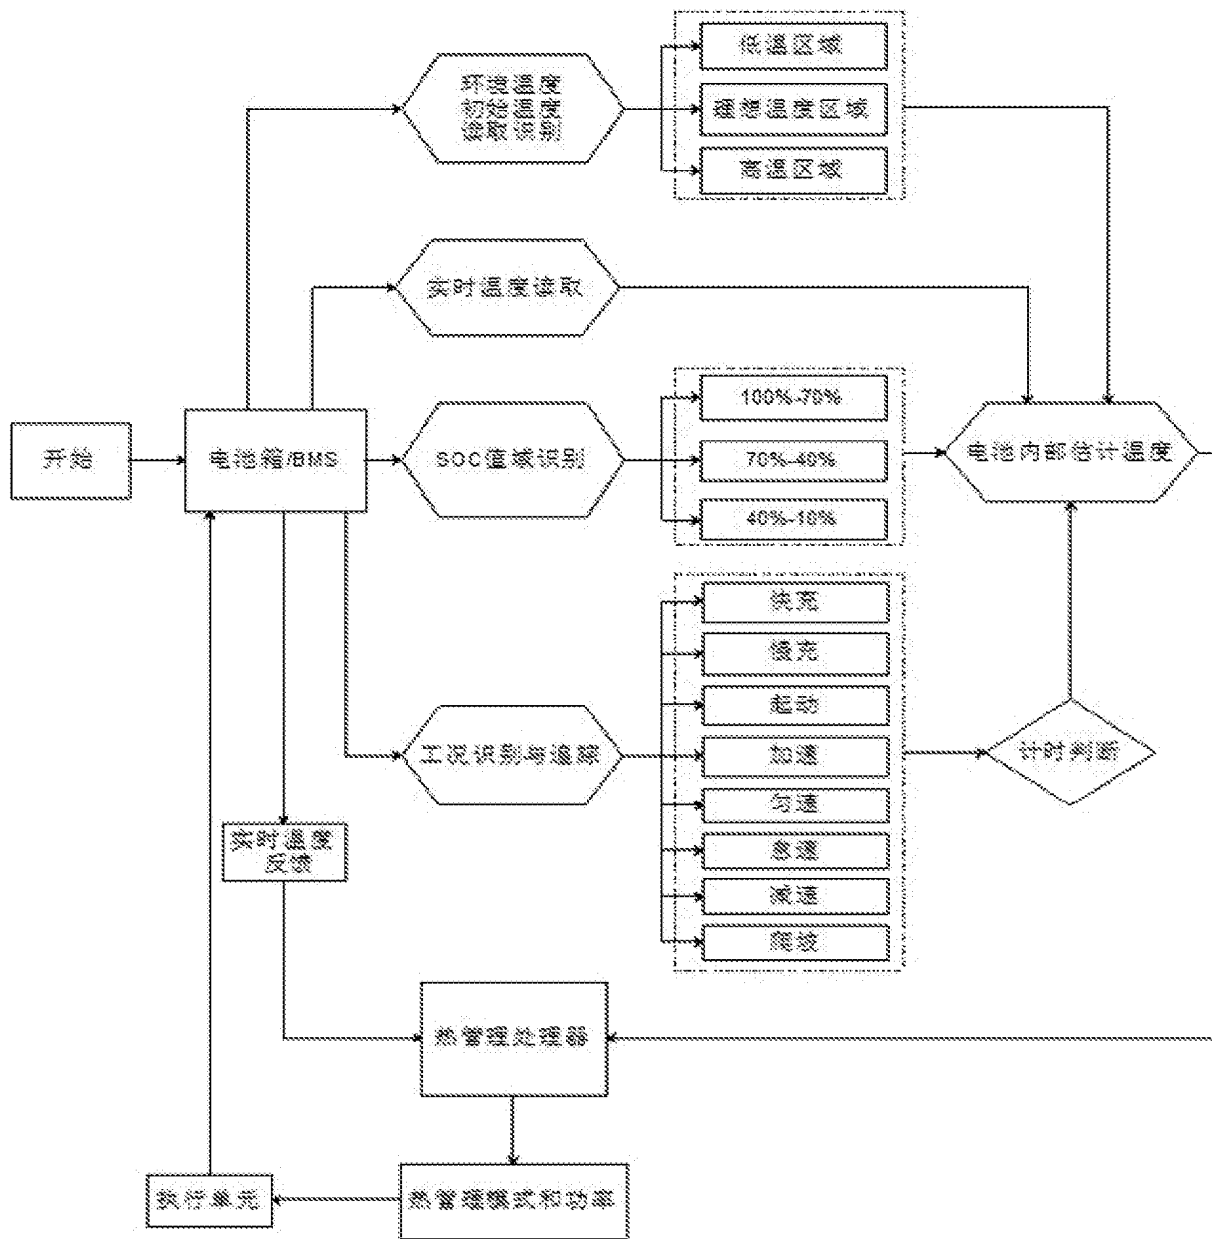 环境温度
初始温度
读取识别
低温区域
理想温度区域
高温区域
实时温度读取
开始
电池箱/BMS
SOC值域识别
100%-70%
70%-40%
40%-10%
电池内部估计温度
工况识别与追踪
快充
慢充
起动
加速
匀速
怠速
减速
爬坡
计时判断
实时温度
反馈
热管理处理器
热管理模式和功率
执行单元